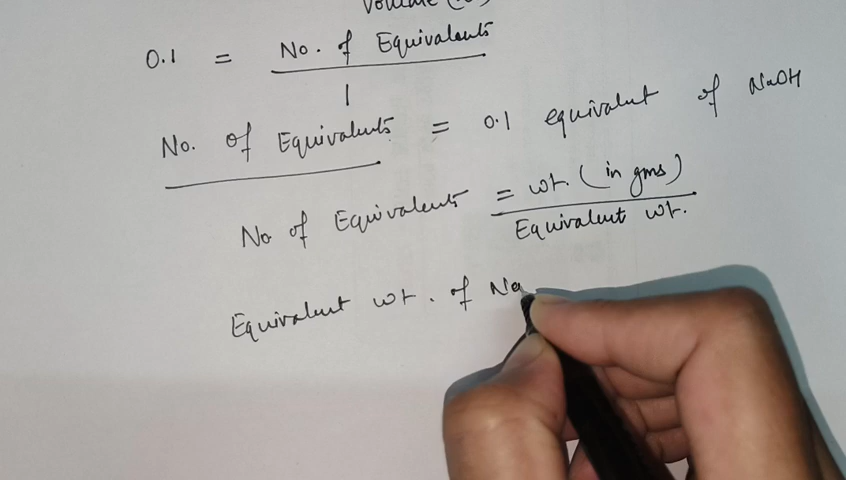 Volume
0.1 = No. of Equivalents
1
No. of Equivalents = 0.1 equivalent of NaOH
No of Equivalents = wt. (in gms)
Equivalent wt.
Equivalent wt. of Na